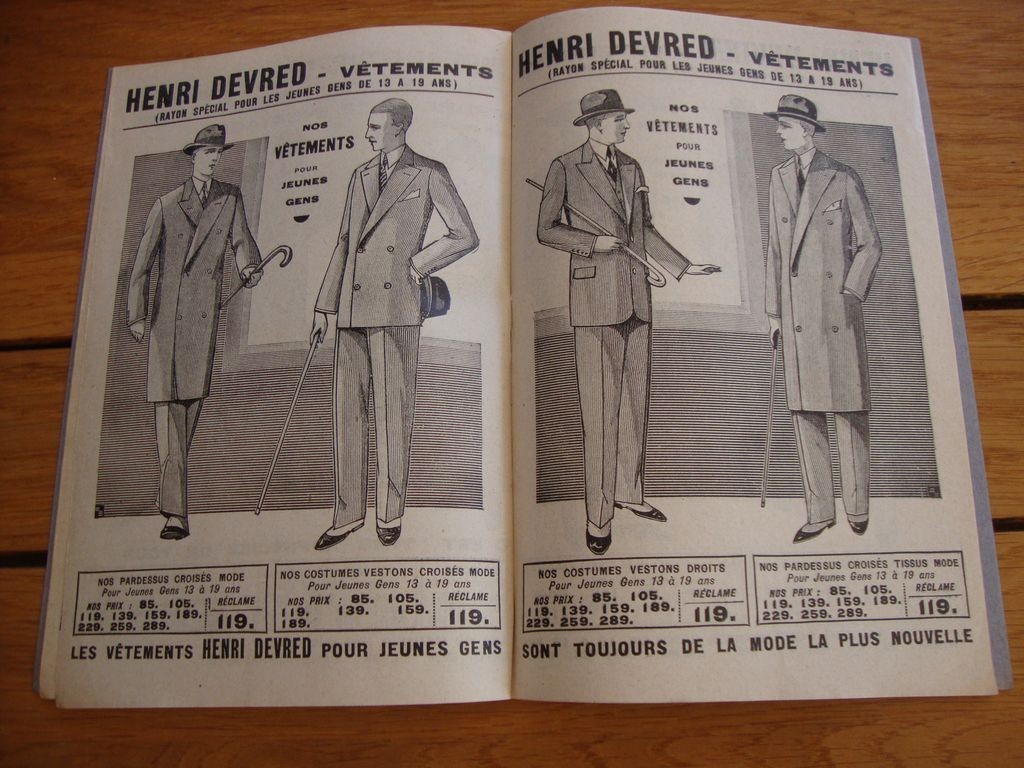 HENRI DEVRED - VÊTEMENTS
(RAYON SPÉCIAL POUR LES JEUNES GENS DE 13 A 19 ANS)
NOS
VÊTEMENTS
POUR
JEUNES
GENS
NOS PARDESSUS CROISÉS MODE
Pour Jeunes Gens 13 à 19 ans
NOS PRIX : 85. 105.
119. 139. 159. 189.
229. 259. 289.
RÉCLAME
119.
NOS COSTUMES VESTONS CROISÉS MODE
Pour Jeunes Gens 13 à 19 ans
NOS PRIX : 85. 105.
119. 139. 159.
189.
RÉCLAME
119.
LES VÊTEMENTS HENRI DEVRED POUR JEUNES GENS
HENRI DEVRED - VÊTEMENTS
(RAYON SPÉCIAL POUR LES JEUNES GENS DE 13 A 19 ANS)
NOS
VÊTEMENTS
POUR
JEUNES
GENS
NOS COSTUMES VESTONS DROITS
Pour Jeunes Gens 13 à 19 ans
NOS PRIX : 85. 105.
119. 139. 159. 189.
229. 259. 289.
RÉCLAME
119.
NOS PARDESSUS CROISÉS TISSUS MODE
Pour Jeunes Gens 13 à 19 ans
NOS PRIX : 85. 105.
119. 139. 159. 189.
229. 259. 289.
RÉCLAME
119.
SONT TOUJOURS DE LA MODE LA PLUS NOUVELLE